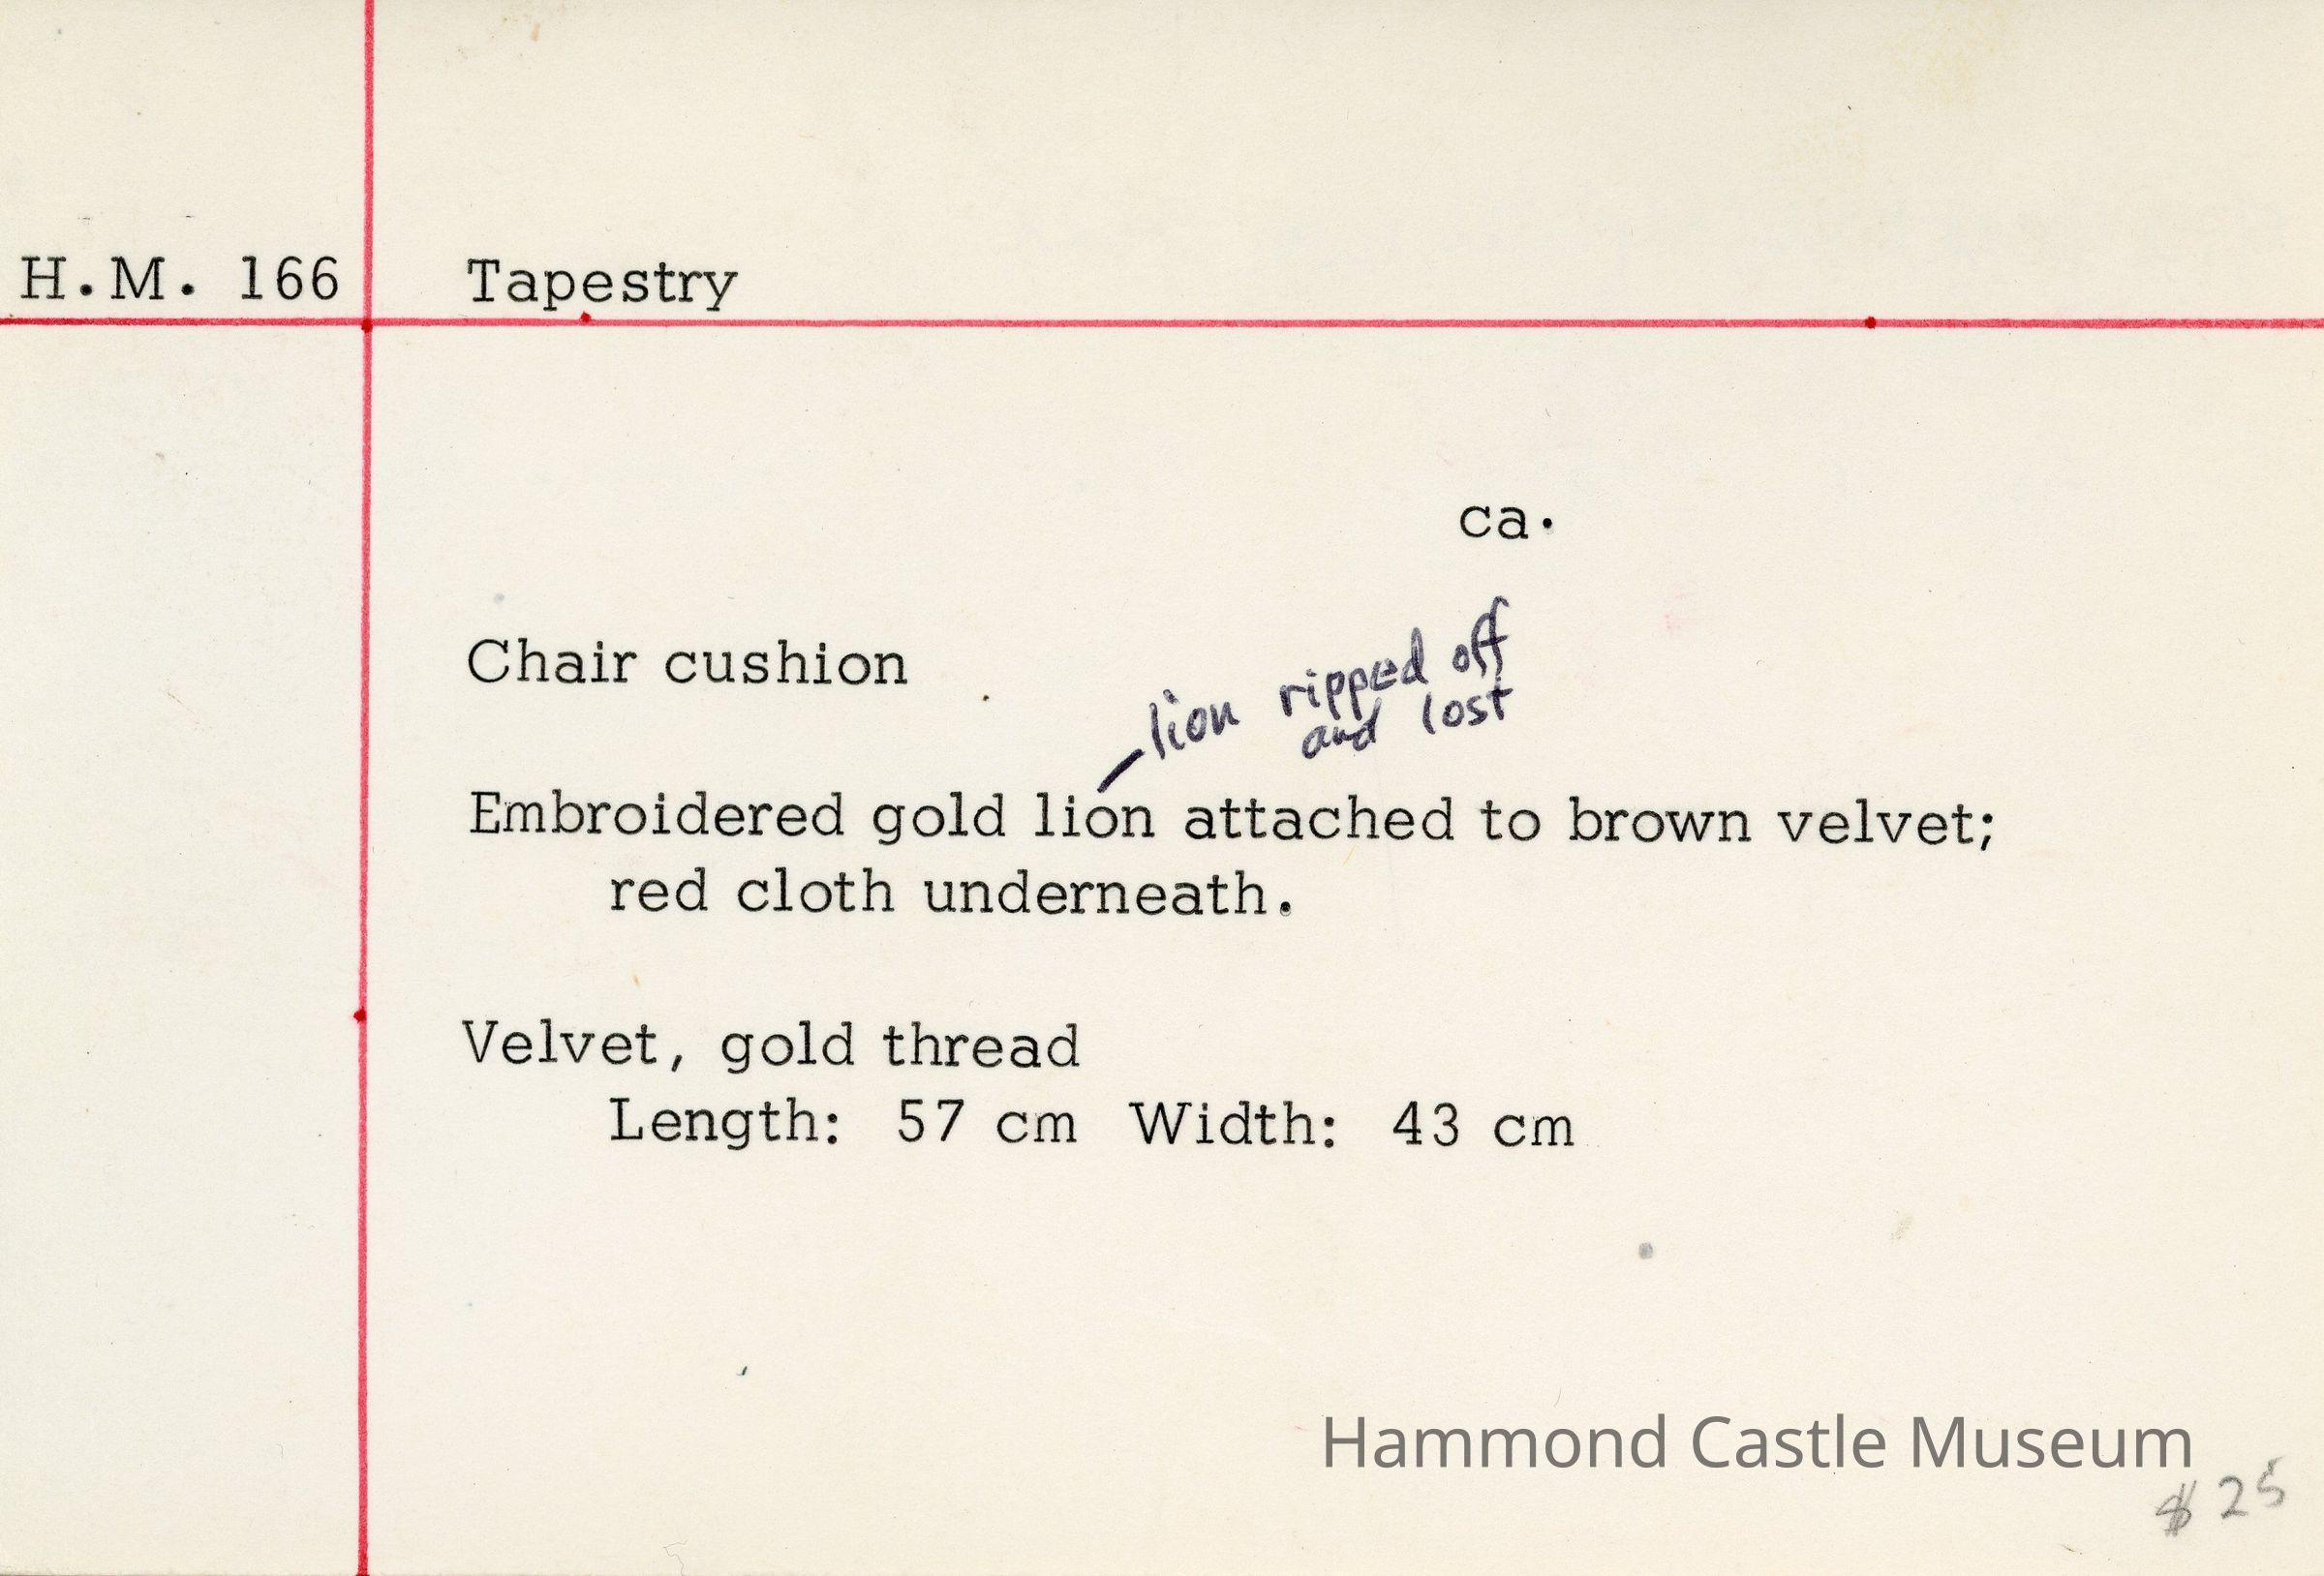 H.M. 166 Tapestry
ca.
Chair cushion
lion ripped off
and lost
Embroidered gold lion attached to brown velvet;
red cloth underneath.
Velvet, gold thread
Length: 57 cm Width: 43 cm
Hammond Castle Museum
$25